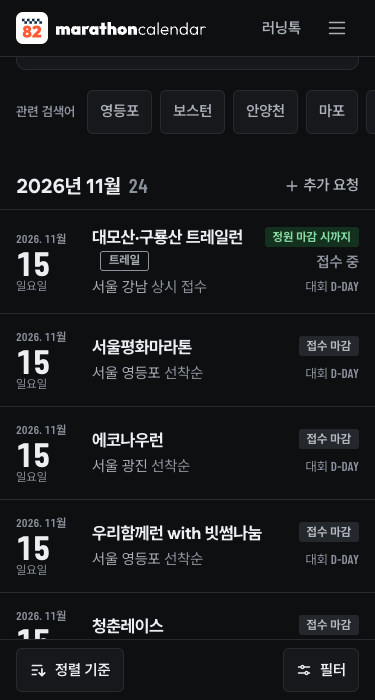 82 marathoncalendar 러닝톡
관련 검색어 영등포 보스턴 안양천 마포
2026년 11월 24 + 추가 요청
2026. 11월
15
일요일
대모산·구룡산 트레일런
트레일
서울 강남 상시 접수
정원 마감 시까지
접수 중
대회 D-DAY
2026. 11월
15
일요일
서울평화마라톤
서울 영등포 선착순
접수 마감
대회 D-DAY
2026. 11월
15
일요일
에코나우런
서울 광진 선착순
접수 마감
대회 D-DAY
2026. 11월
15
일요일
우리함께런 with 빗썸나눔
서울 영등포 선착순
접수 마감
대회 D-DAY
2026. 11월
15
청춘레이스
접수 마감
정렬 기준 필터